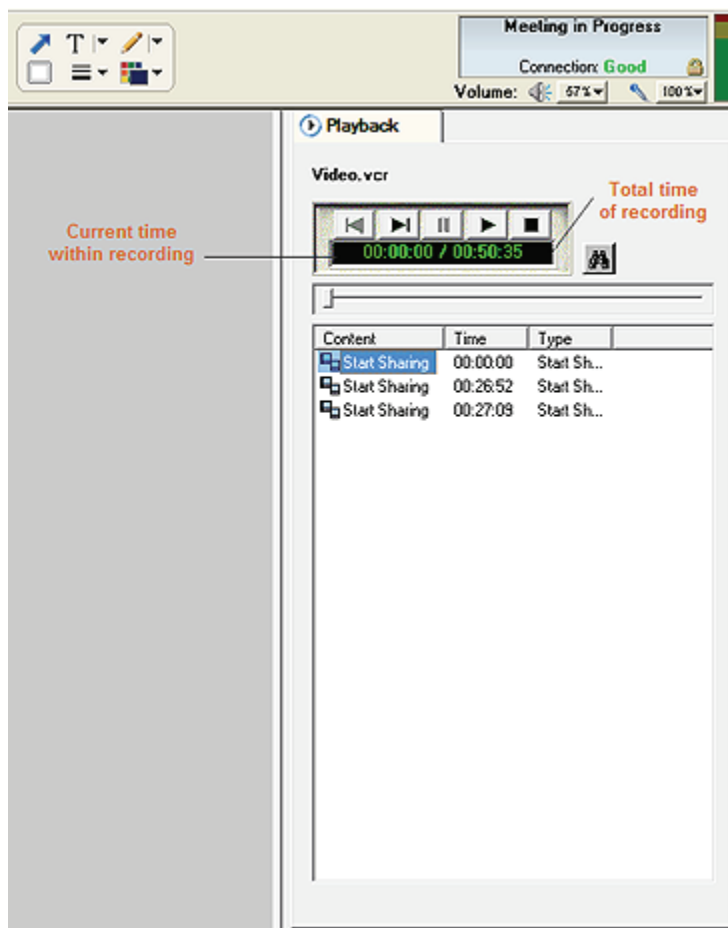 T
Meeting in Progress
Connection: Good
Volume: 67% 100%
Playback
Video.vcr
Total time
of recording
Current time
within recording
00:00:00 / 00:50:35
Content Time Type
Start Sharing 00:00:00 Start Sh...
Start Sharing 00:26:52 Start Sh...
Start Sharing 00:27:09 Start Sh...